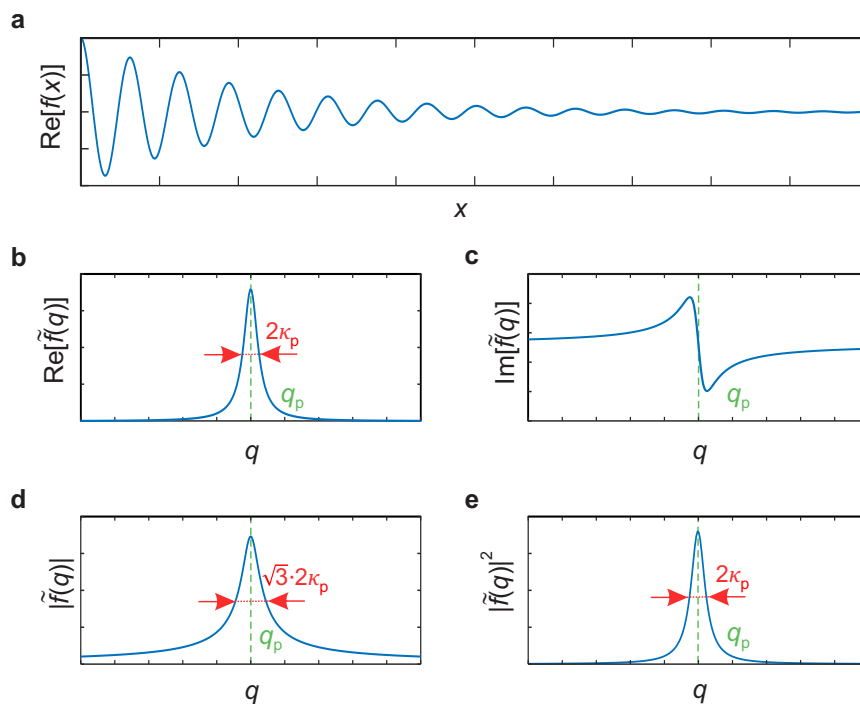 a
Re[f(x)]
x
b
Re[f̃(q)]
2κp
qp
q
c
Im[f̃(q)]
qp
q
d
|f̃(q)|
√3·2κp
qp
q
e
|f̃(q)|²
2κp
qp
q